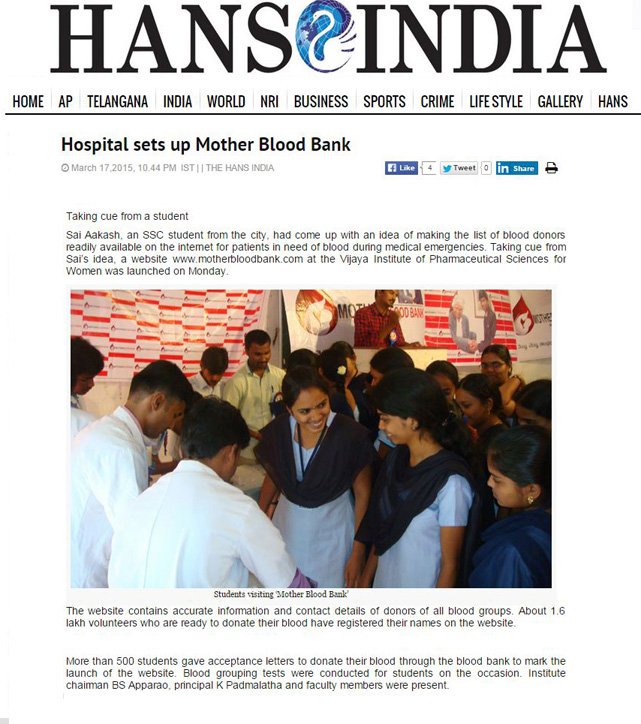 HANS INDIA
HOME AP TELANGANA INDIA WORLD NRI BUSINESS SPORTS CRIME LIFE STYLE GALLERY HANS
Hospital sets up Mother Blood Bank
March 17,2015, 10.44 PM IST | | THE HANS INDIA
Like 4 Tweet 0 in Share
Taking cue from a student
Sai Aakash, an SSC student from the city, had come up with an idea of making the list of blood donors
readily available on the internet for patients in need of blood during medical emergencies. Taking cue from
Sai's idea, a website www.motherbloodbank.com at the Vijaya Institute of Pharmaceutical Sciences for
Women was launched on Monday.
MOTHER BLOOD BANK
MOTHE
Students visiting 'Mother Blood Bank'
The website contains accurate information and contact details of donors of all blood groups. About 1.6
lakh volunteers who are ready to donate their blood have registered their names on the website.
More than 500 students gave acceptance letters to donate their blood through the blood bank to mark the
launch of the website. Blood grouping tests were conducted for students on the occasion. Institute
chairman BS Apparao, principal K Padmalatha and faculty members were present.